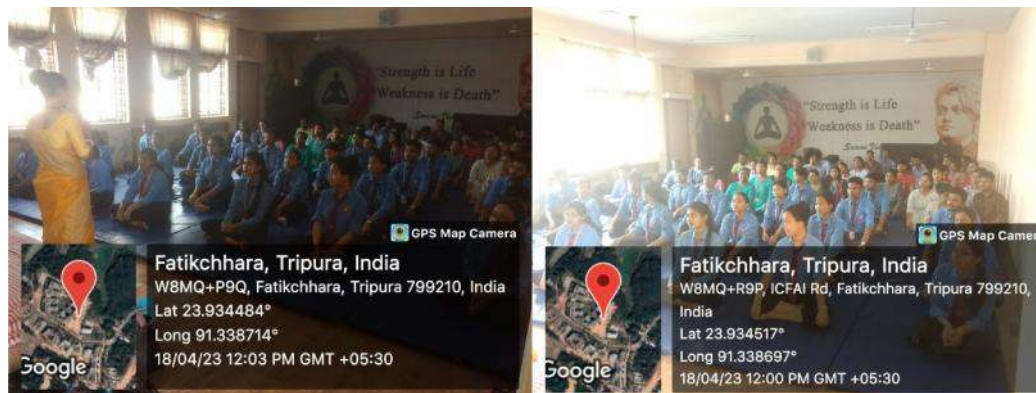 "Strength is Life
Weakness is Death"
GPS Map Camera
Fatikchhara, Tripura, India
W8MQ+P9Q, Fatikchhara, Tripura 799210, India
Lat 23.934484°
Long 91.338714°
18/04/23 12:03 PM GMT +05:30
Google
"Strength is Life
Weakness is Death"
GPS Map Camera
Fatikchhara, Tripura, India
W8MQ+R9P, ICFAI Rd, Fatikchhara, Tripura 799210,
India
Lat 23.934517°
Long 91.338697°
18/04/23 12:00 PM GMT +05:30
Google